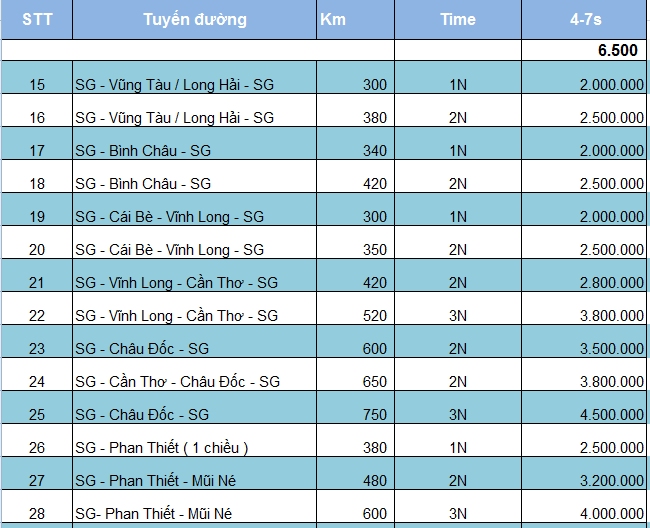 STT Tuyến đường Km Time 4-7s
6.500
15 SG - Vũng Tàu / Long Hải - SG 300 1N 2.000.000
16 SG - Vũng Tàu / Long Hải - SG 380 2N 2.500.000
17 SG - Bình Châu - SG 340 1N 2.000.000
18 SG - Bình Châu - SG 420 2N 2.500.000
19 SG - Cái Bè - Vĩnh Long - SG 300 1N 2.000.000
20 SG - Cái Bè - Vĩnh Long - SG 350 2N 2.500.000
21 SG - Vĩnh Long - Cần Thơ - SG 420 2N 2.800.000
22 SG - Vĩnh Long - Cần Thơ - SG 520 3N 3.800.000
23 SG - Châu Đốc - SG 600 2N 3.500.000
24 SG - Cần Thơ - Châu Đốc - SG 650 2N 3.800.000
25 SG - Châu Đốc - SG 750 3N 4.500.000
26 SG - Phan Thiết ( 1 chiều ) 380 1N 2.500.000
27 SG - Phan Thiết - Mũi Né 480 2N 3.200.000
28 SG- Phan Thiết - Mũi Né 600 3N 4.000.000